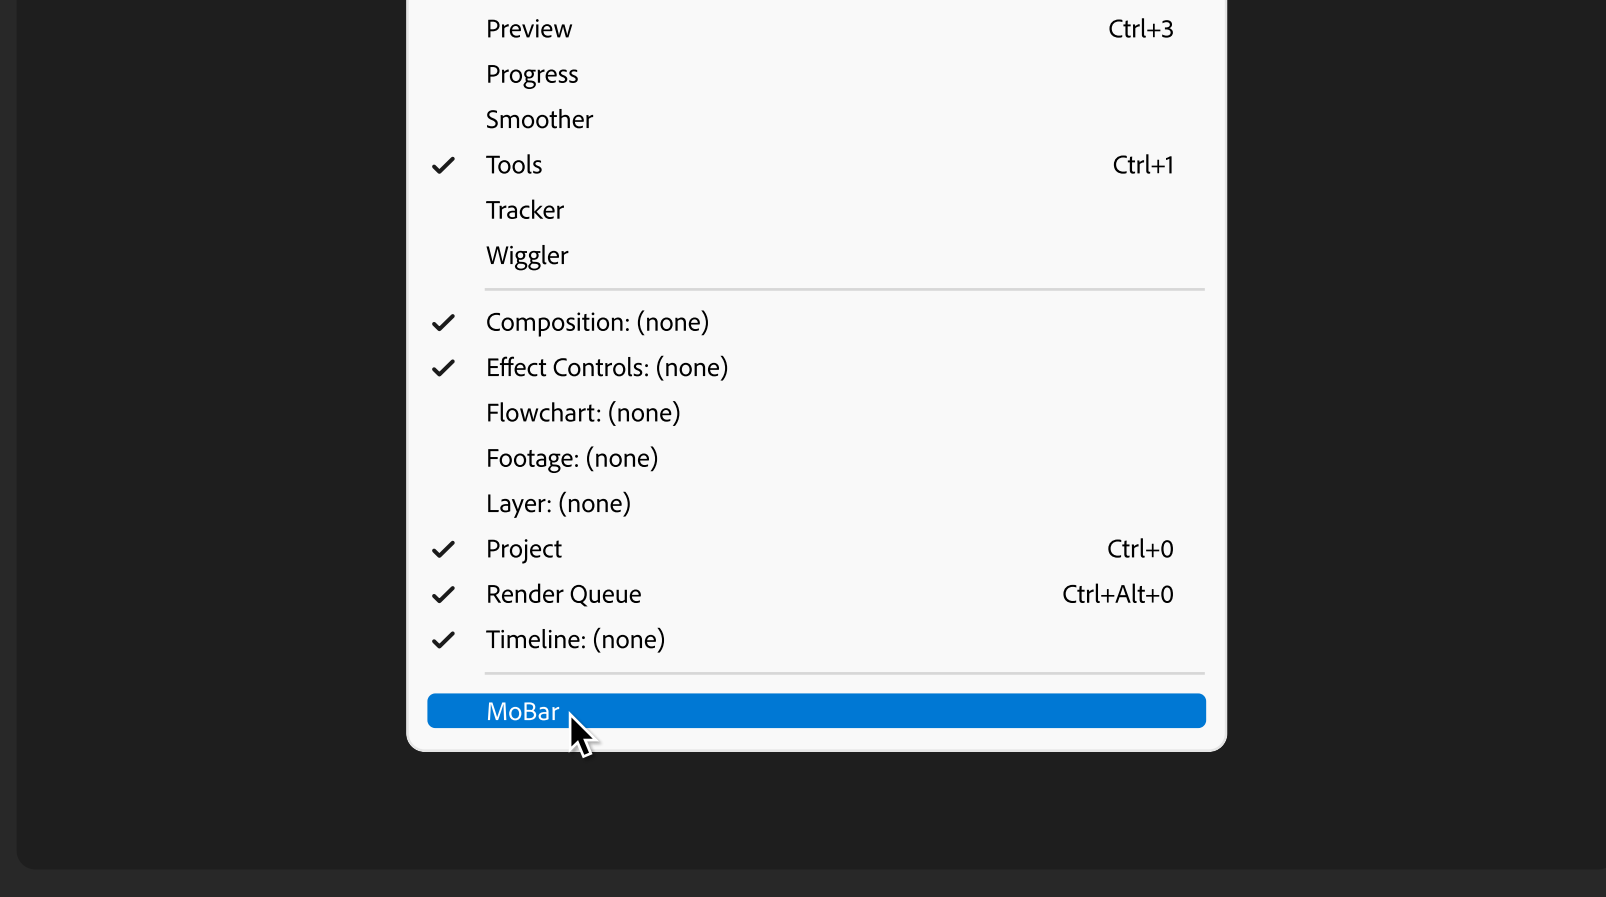 Preview Ctrl+3
Progress
Smoother
Tools Ctrl+1
Tracker
Wiggler
Composition: (none)
Effect Controls: (none)
Flowchart: (none)
Footage: (none)
Layer: (none)
Project Ctrl+0
Render Queue Ctrl+Alt+0
Timeline: (none)
MoBar